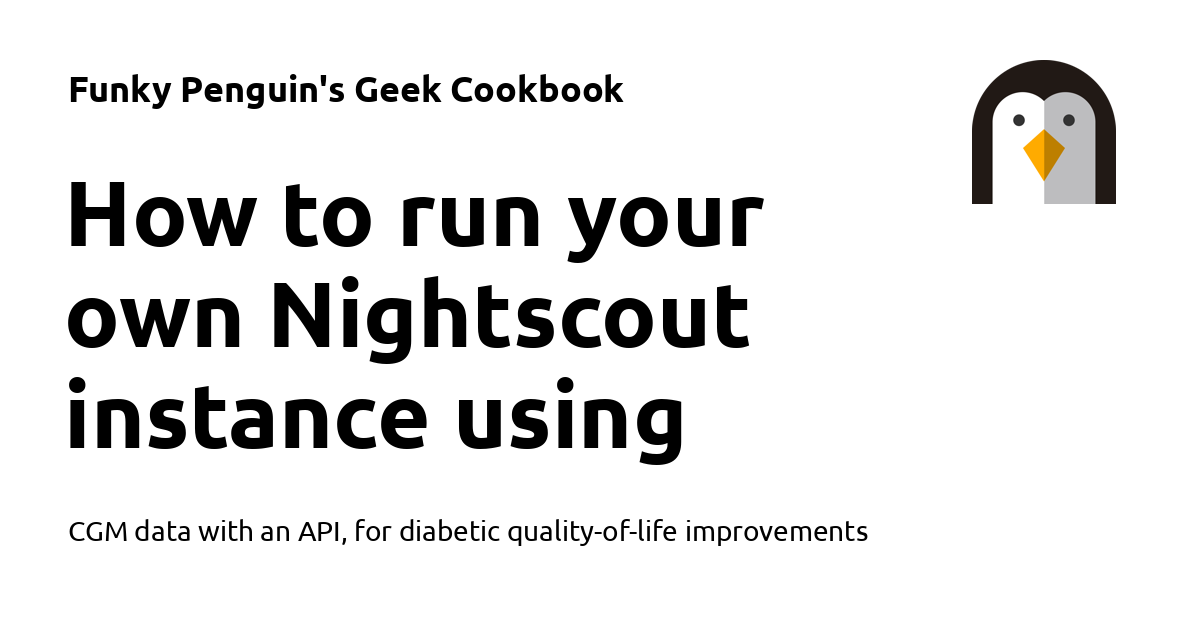 Funky Penguin's Geek Cookbook
How to run your
own Nightscout
instance using
CGM data with an API, for diabetic quality-of-life improvements